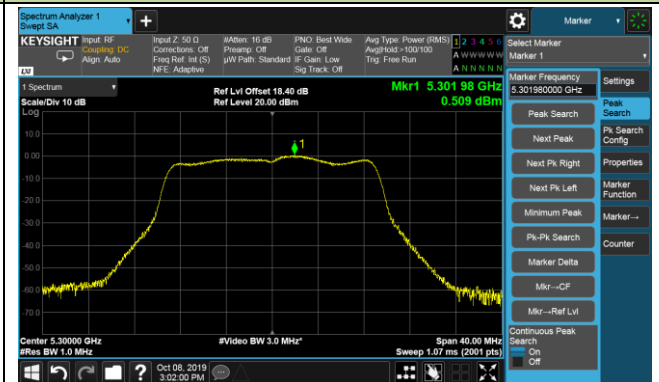 Spectrum Analyzer 1
Swept SA
+
Marker
KEYSIGHT
Input: RF
Coupling: DC
Align: Auto
Input Z: 50 Ω
Corrections: Off
Freq Ref: Int (S)
NFE: Adaptive
#Atten: 16 dB
Preamp: Off
µW Path: Standard
PNO: Best Wide
Gate: Off
IF Gain: Low
Sig Track: Off
Avg Type: Power (RMS)
Avg|Hold:>100/100
Trig: Free Run
1 2 3 4 5 6
A W W W W W
A N N N N N
LXI
Select Marker
Marker 1
1 Spectrum
Scale/Div 10 dB
Ref Lvl Offset 18.40 dB
Ref Level 20.00 dBm
Mkr1 5.301 98 GHz
0.509 dBm
Log
10.0
0.00
-10.0
-20.0
-30.0
-40.0
-50.0
-60.0
-70.0
1
Center 5.30000 GHz
#Res BW 1.0 MHz
#Video BW 3.0 MHz*
Span 40.00 MHz
Sweep 1.07 ms (2001 pts)
Marker Frequency
5.301980000 GHz
Peak Search
Next Peak
Next Pk Right
Next Pk Left
Minimum Peak
Pk-Pk Search
Marker Delta
Mkr→CF
Mkr→Ref Lvl
Continuous Peak
Search
On
Off
Settings
Peak
Search
Pk Search
Config
Properties
Marker
Function
Marker→
Counter
?
Oct 08, 2019
3:02:00 PM